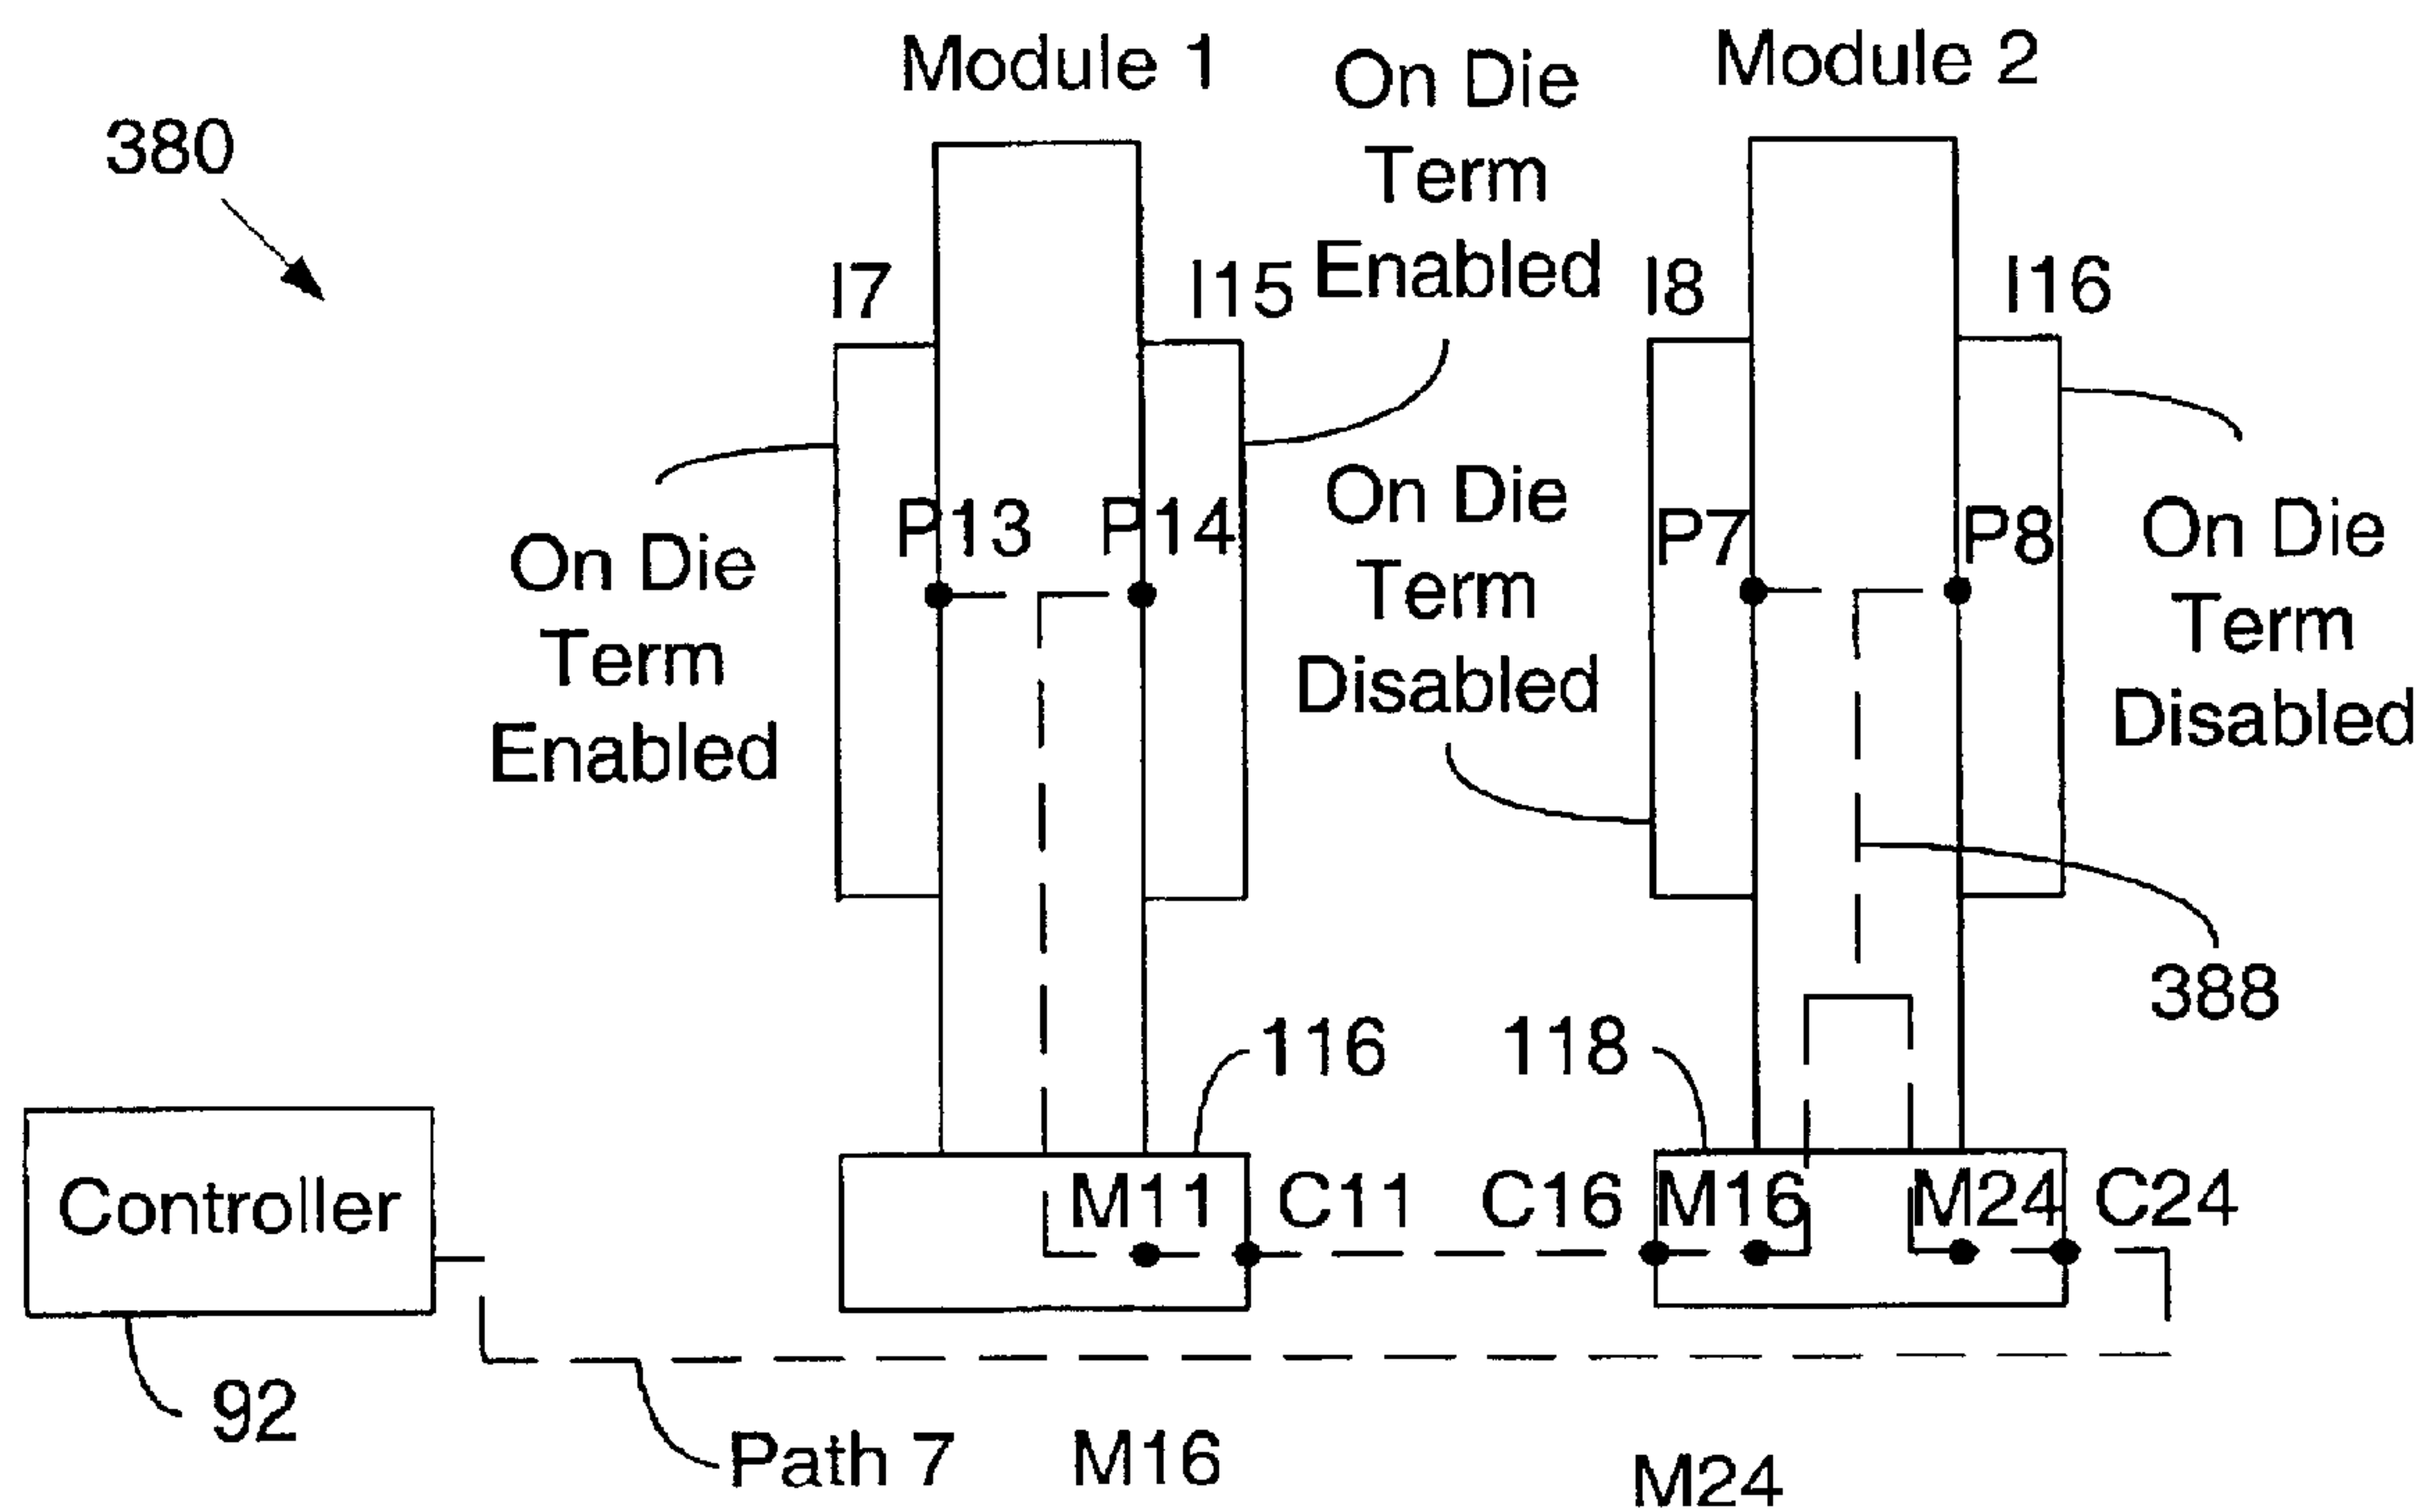 Module 1
Module 2
380
On Die
Term
Enabled
I7
I15
I8
I16
P13
P14
P7
P8
On Die
Term
Enabled
On Die
Term
Disabled
On Die
Term
Disabled
388
116
118
Controller
M11
C11
C16
M16
M24
C24
92
Path 7
M16
M24